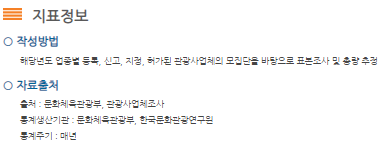 지표정보
○ 작성방법
해당년도 업종별 등록, 신고, 지정, 허가된 관광사업체의 모집단을 바탕으로 표본조사 및 총량 추정
○ 자료출처
출처 : 문화체육관광부, 관광사업체조사
통계생산기관 : 문화체육관광부, 한국문화관광연구원
통계주기 : 매년